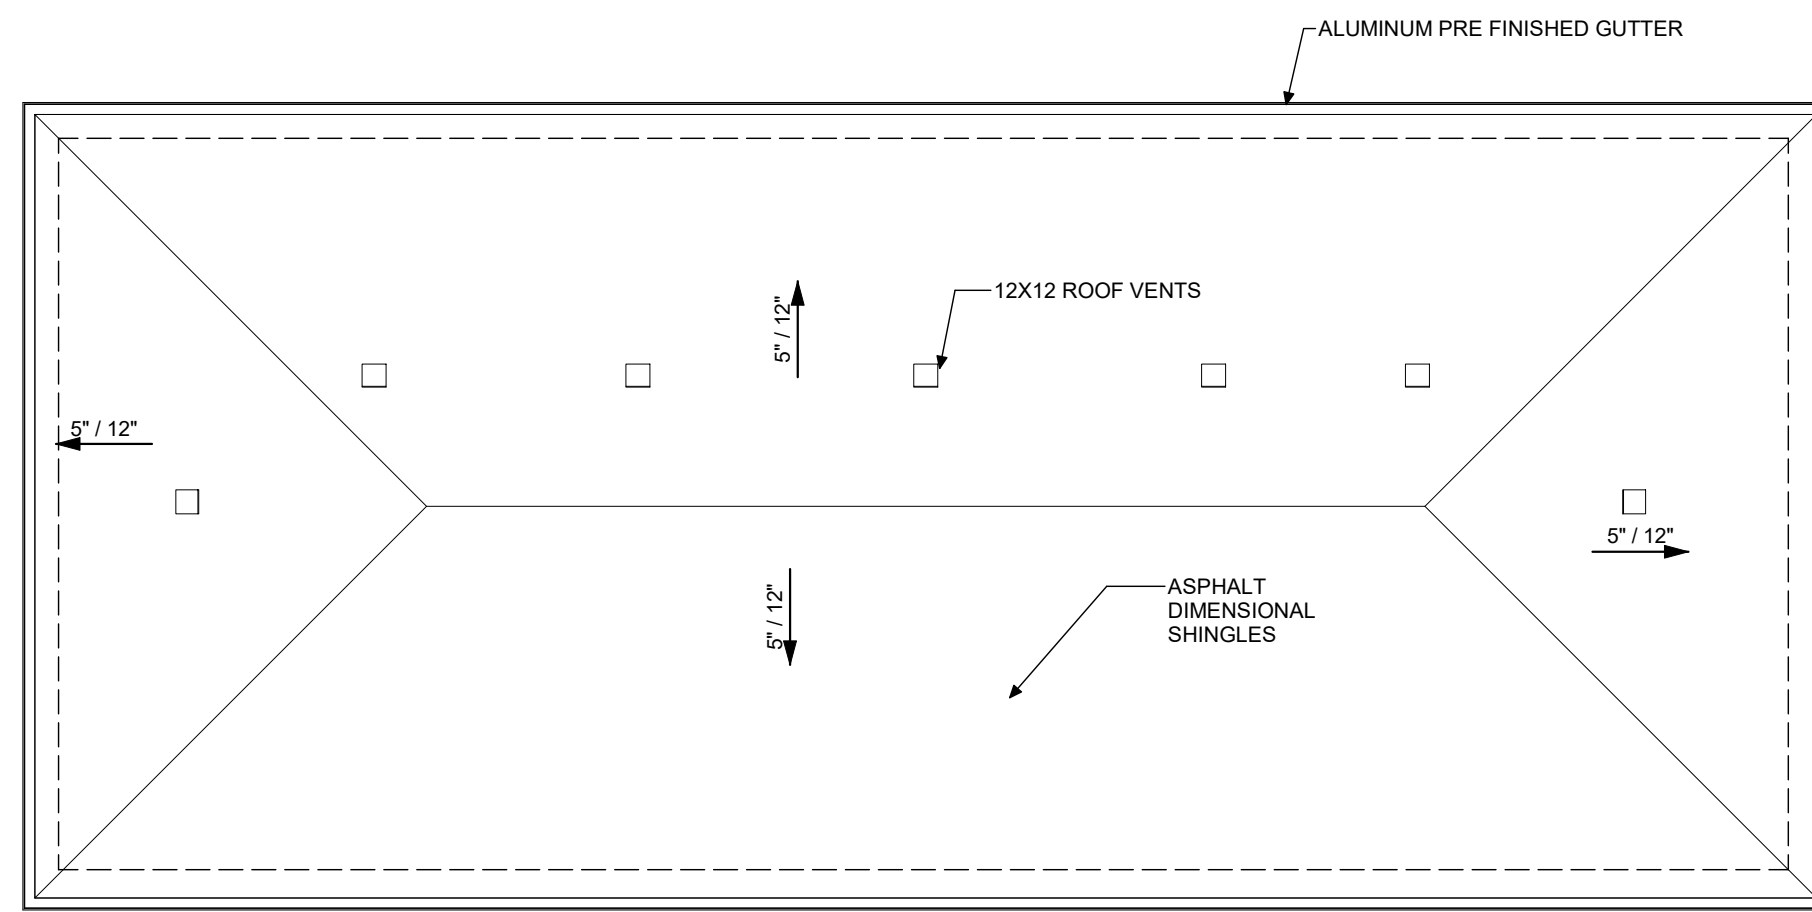 ALUMINUM PRE FINISHED GUTTER
12X12 ROOF VENTS
5" / 12"
5" / 12"
5" / 12"
5" / 12"
ASPHALT
DIMENSIONAL
SHINGLES